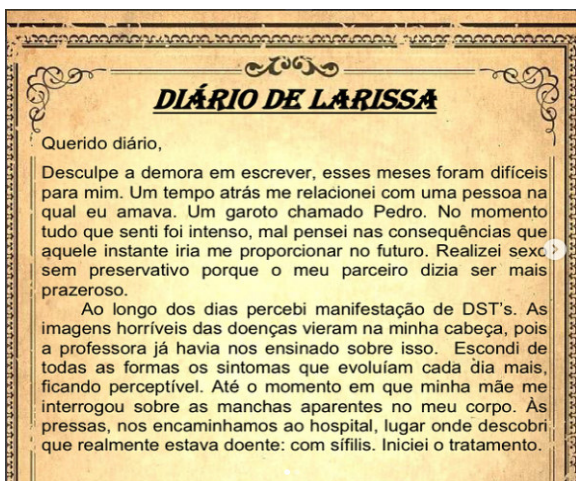 DIÁRIO DE LARISSA
Querido diário,
Desculpe a demora em escrever, esses meses foram difíceis
para mim. Um tempo atrás me relacionei com uma pessoa na
qual eu amava. Um garoto chamado Pedro. No momento
tudo que senti foi intenso, mal pensei nas consequências que
aquele instante iria me proporcionar no futuro. Realizei sexo
sem preservativo porque o meu parceiro dizia ser mais
prazeroso.
Ao longo dos dias percebi manifestação de DST's. As
imagens horríveis das doenças vieram na minha cabeça, pois
a professora já havia nos ensinado sobre isso. Escondi de
todas as formas os sintomas que evoluíam cada dia mais,
ficando perceptível. Até o momento em que minha mãe me
interrogou sobre as manchas aparentes no meu corpo. Às
pressas, nos encaminhamos ao hospital, lugar onde descobri
que realmente estava doente: com sífilis. Iniciei o tratamento.